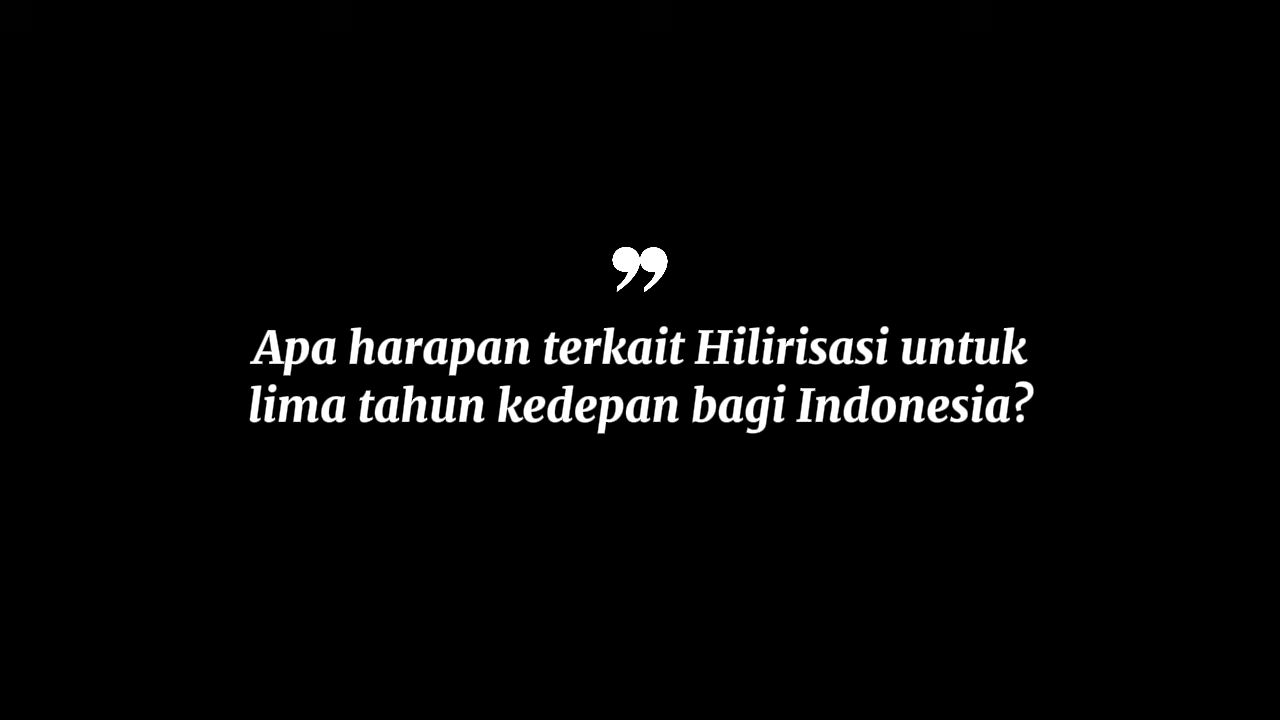 ”
Apa harapan terkait Hilirisasi untuk
lima tahun kedepan bagi Indonesia?